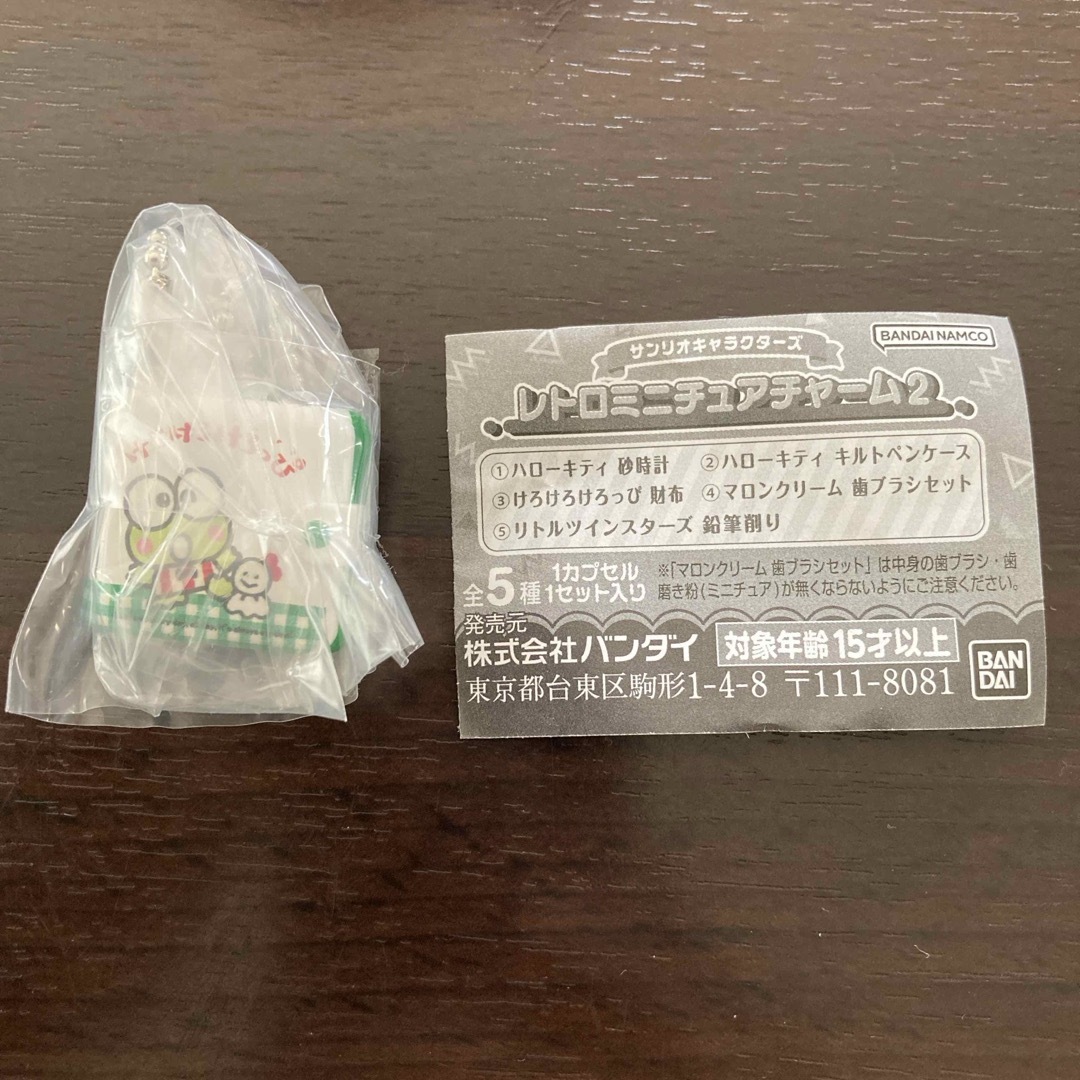 サンリオキャラクターズ
BANDAI NAMCO
レトロミニチュアチャーム2
①ハローキティ 砂時計 ②ハローキティ キルトペンケース
③けろけろけろっぴ 財布 ④マロンクリーム 歯ブラシセット
⑤リトルツインスターズ 鉛筆削り
全5種 1カプセル1セット入り
※「マロンクリーム 歯ブラシセット」は中身の歯ブラシ・歯
磨き粉(ミニチュア)が無くならないようにご注意ください。
発売元
株式会社バンダイ 対象年齢 15才以上
東京都台東区駒形1-4-8 〒111-8081
BAN
DAI